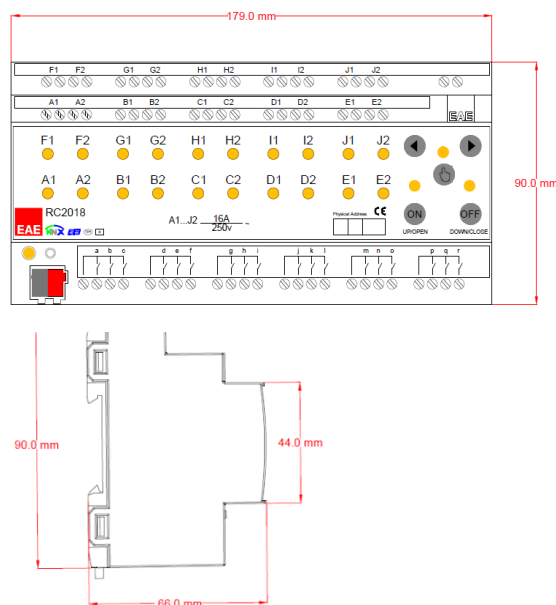 179.0 mm
F1 F2 G1 G2 H1 H2 I1 I2 J1 J2
A1 A2 B1 B2 C1 C2 D1 D2 E1 E2
EAE
F1 F2 G1 G2 H1 H2 I1 I2 J1 J2
A1 A2 B1 B2 C1 C2 D1 D2 E1 E2
90.0 mm
RC2018
EAE
A1...J2 16A
250v
Physical Address CE
ON OFF
UP/OPEN DOWN/CLOSE
a b c d e f g h i j k l m n o p q r
90.0 mm
44.0 mm
66.0 mm